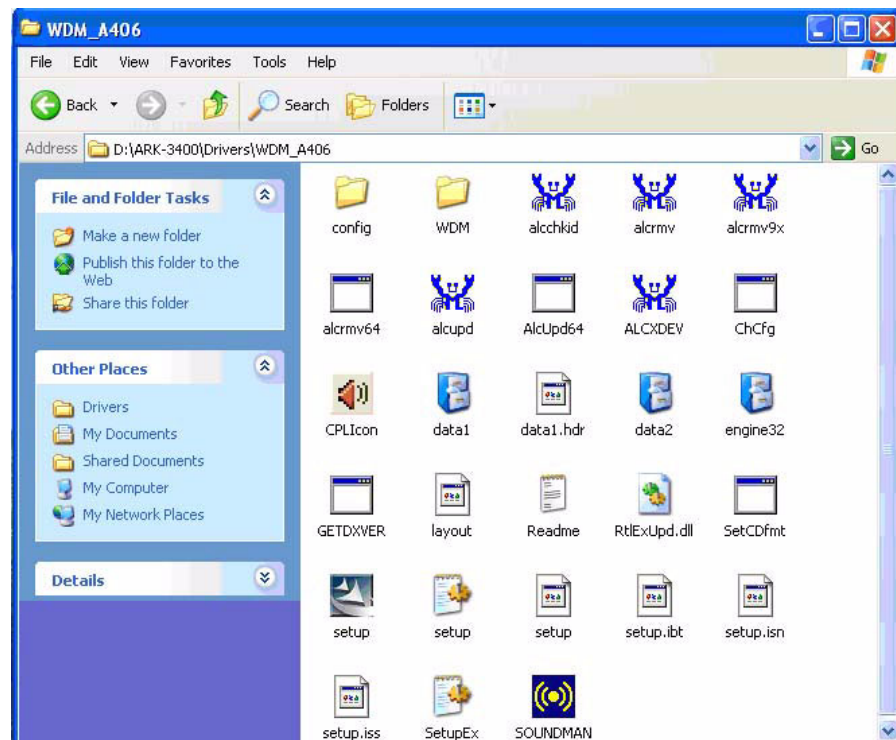 WDM_A406
File Edit View Favorites Tools Help
Back Search Folders
Address D:\ARK-3400\Drivers\WDM_A406 Go
File and Folder Tasks
Make a new folder
Publish this folder to the
Web
Share this folder
Other Places
Drivers
My Documents
Shared Documents
My Computer
My Network Places
Details
config WDM alcchkid alcrmv alcrmv9x
alcrmv64 alcupd AlcUpd64 ALCXDEV ChCfg
CPLIcon data1 data1.hdr data2 engine32
GETDXVER layout Readme RtlExUpd.dll SetCDfmt
setup setup setup setup.ibt setup.isn
setup.iss SetupEx SOUNDMAN